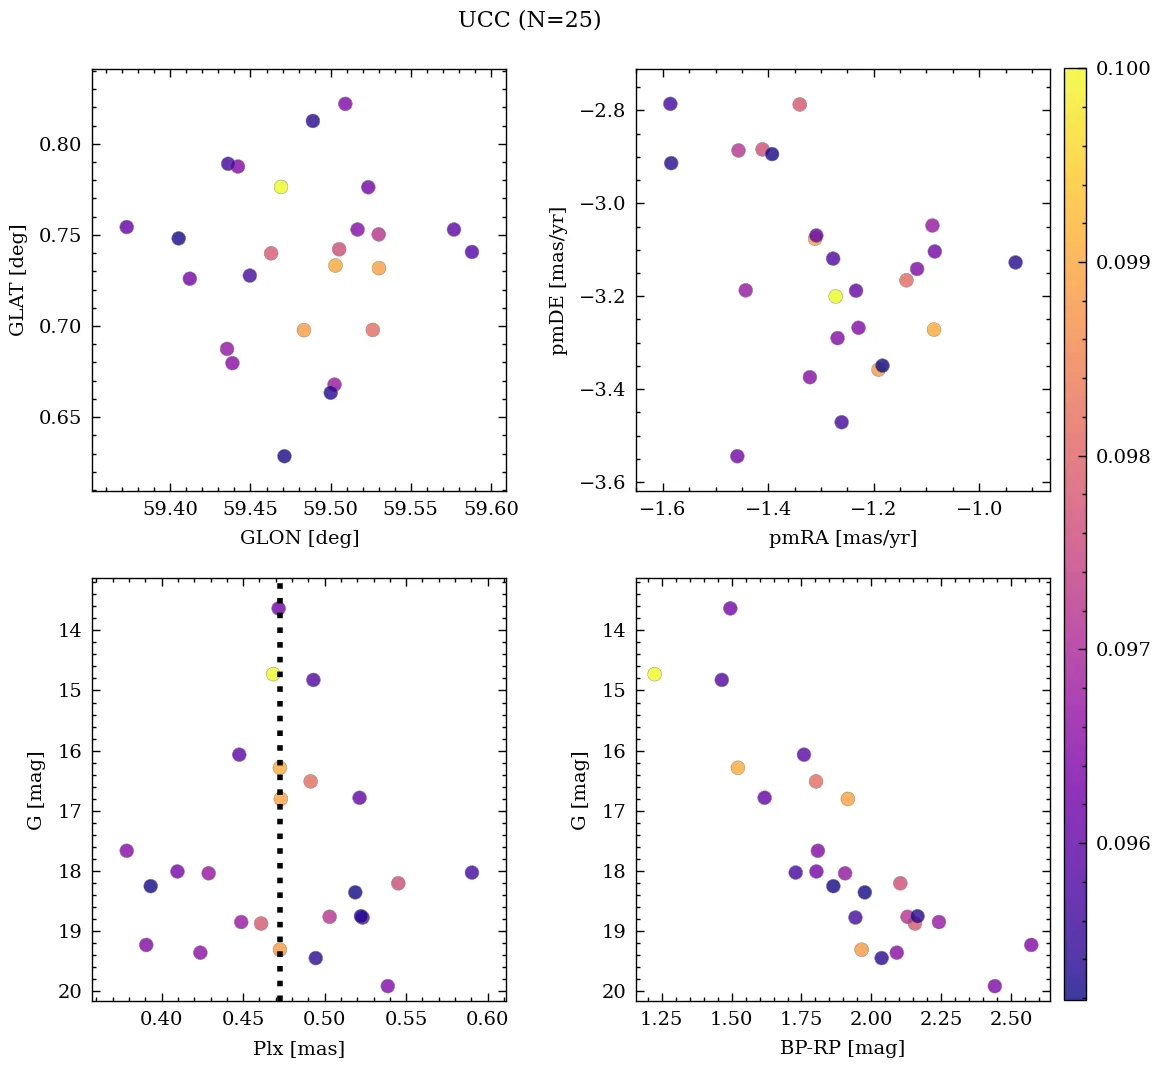 UCC (N=25)
0.80
0.75
0.70
0.65
GLAT [deg]
59.40 59.45 59.50 59.55 59.60
GLON [deg]
−2.8
−3.0
−3.2
−3.4
−3.6
pmDE [mas/yr]
−1.6 −1.4 −1.2 −1.0
pmRA [mas/yr]
14
15
16
17
18
19
20
G [mag]
0.40 0.45 0.50 0.55 0.60
Plx [mas]
14
15
16
17
18
19
20
G [mag]
1.25 1.50 1.75 2.00 2.25 2.50
BP-RP [mag]
0.100
0.099
0.098
0.097
0.096